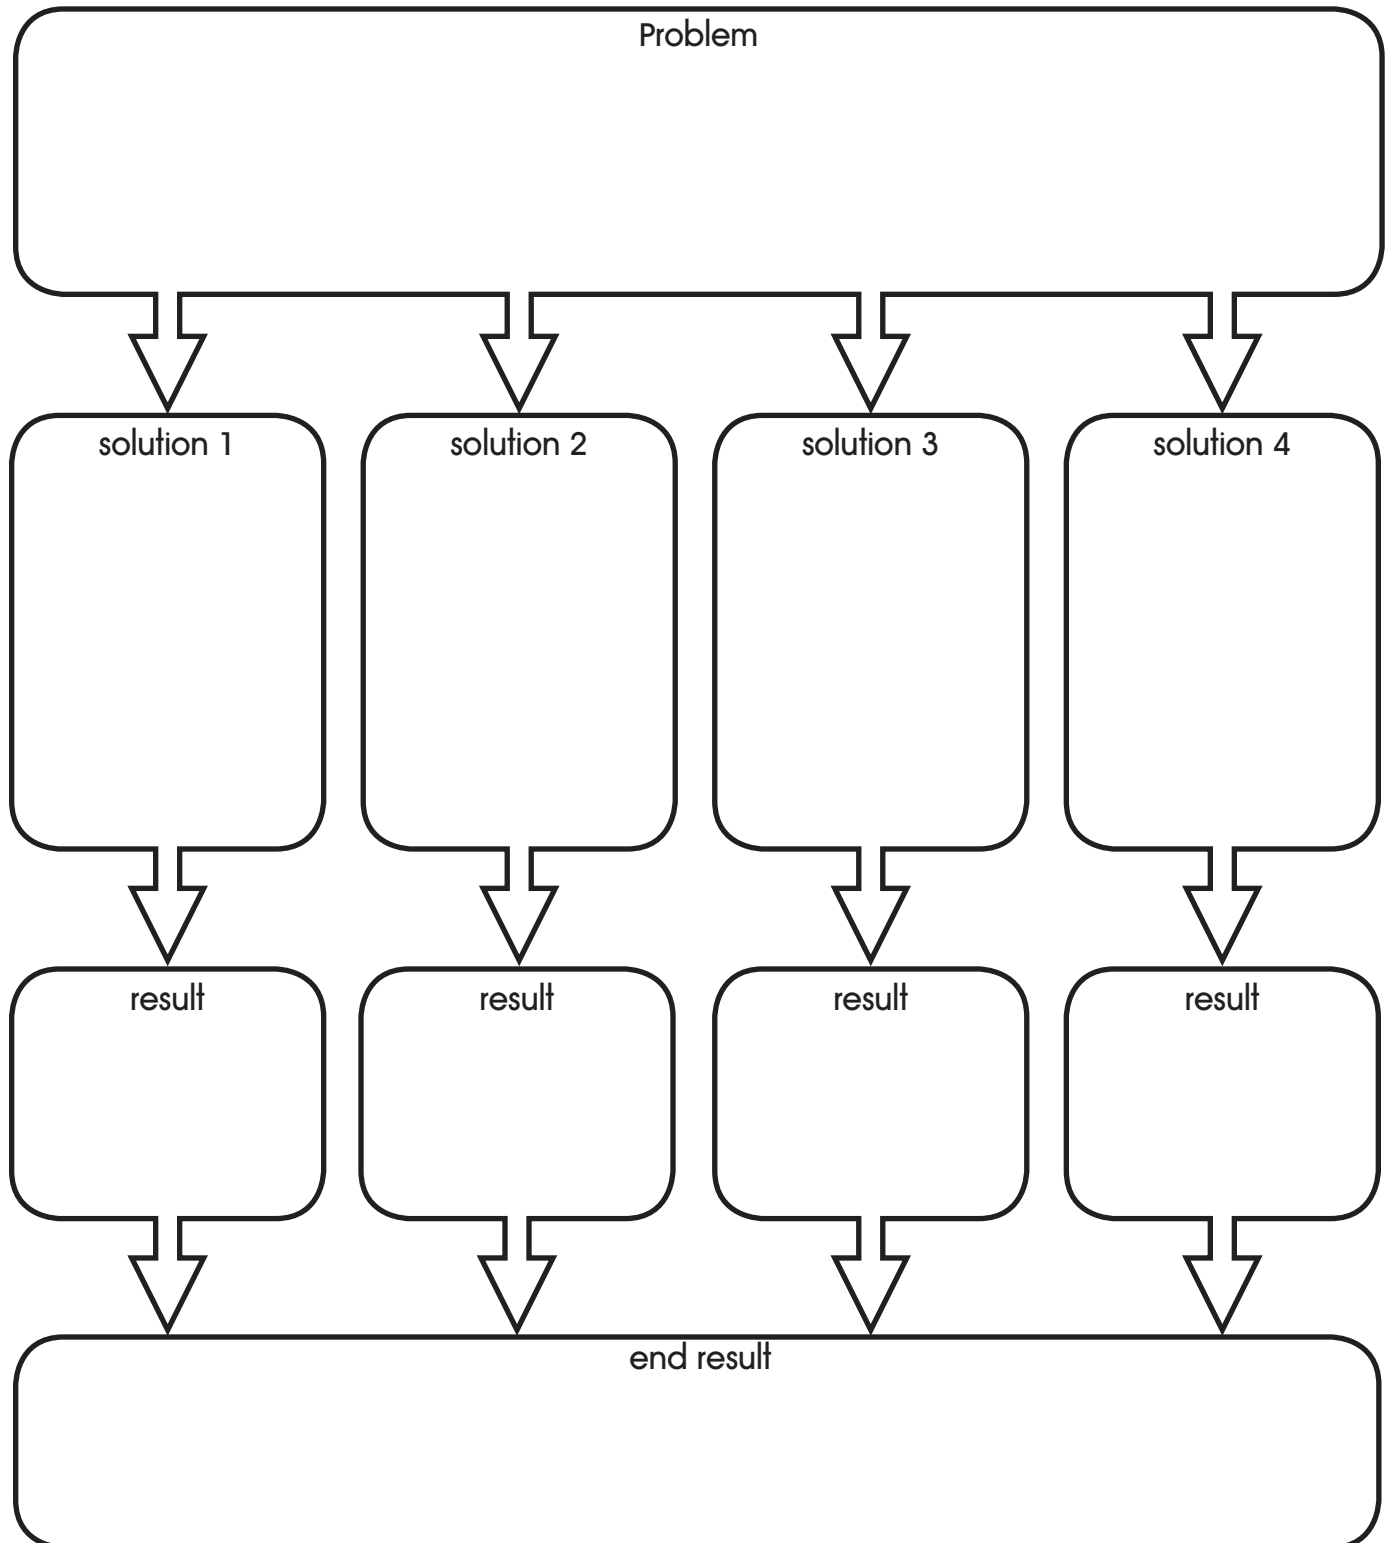 Problem
solution 1
solution 2
solution 3
solution 4
result
result
result
result
end result